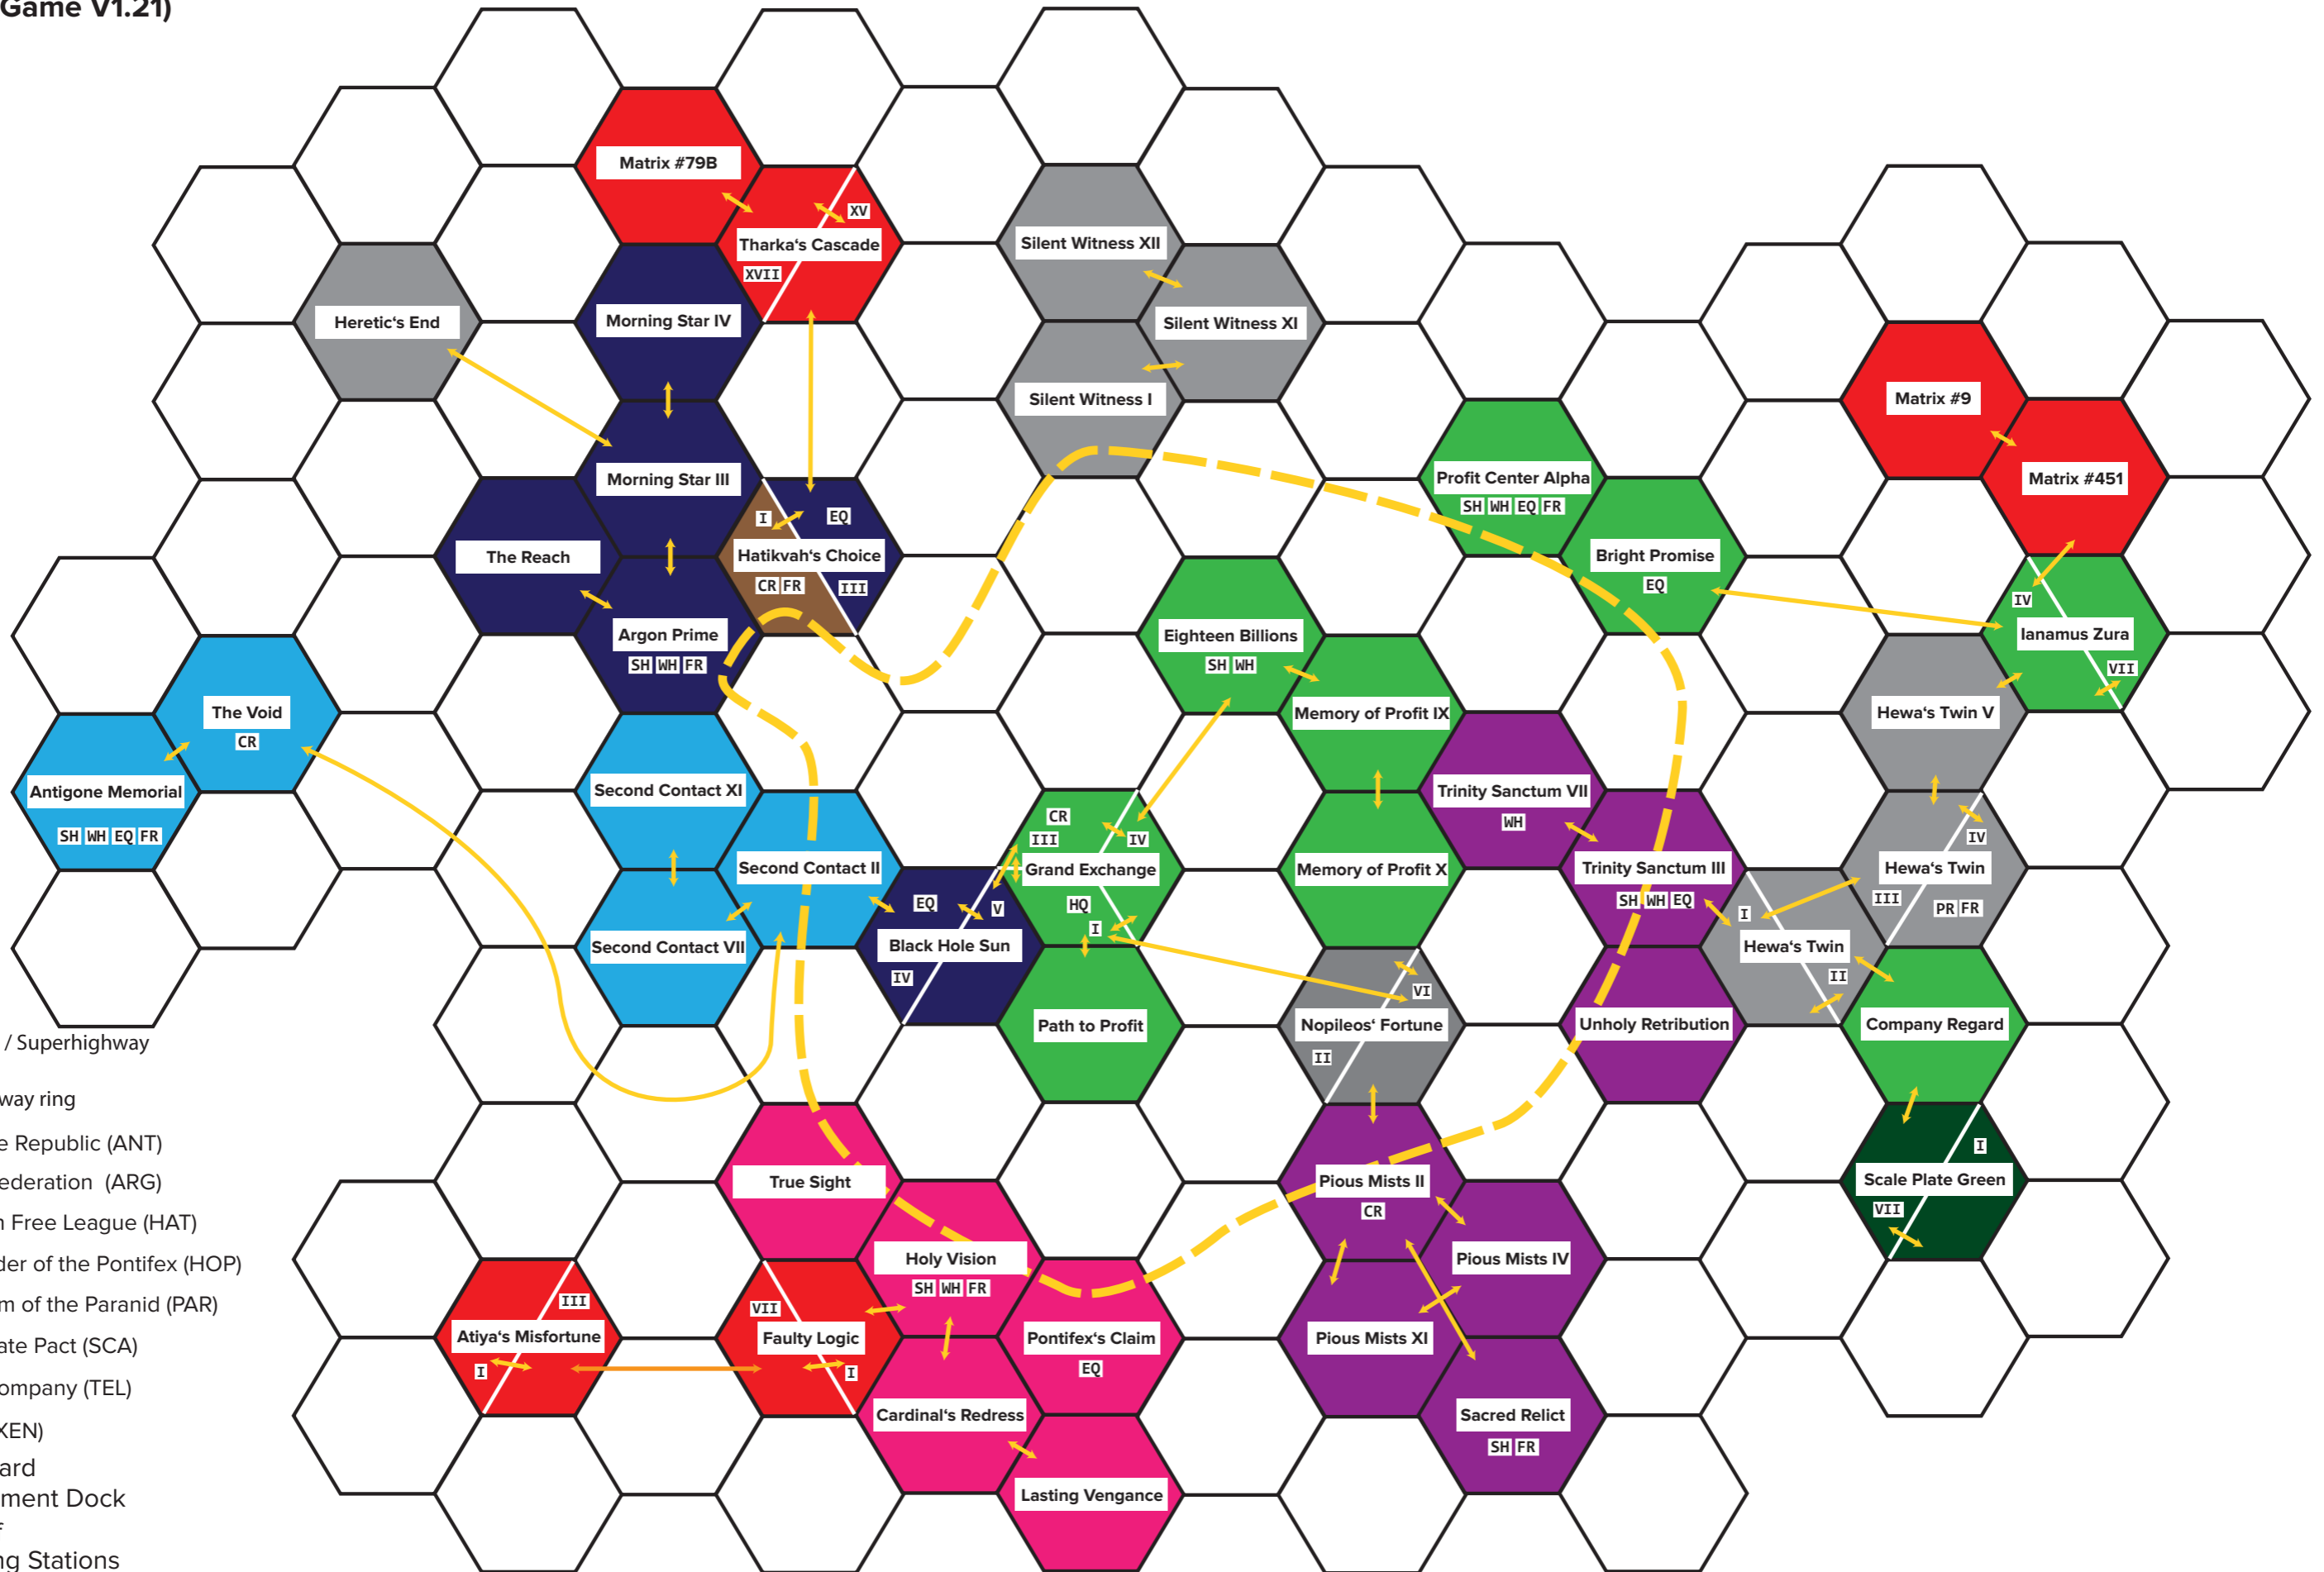 Game V1.21)
Matrix #79B
XV
Tharka‘s Cascade
XVII
Silent Witness XII
Heretic‘s End
Morning Star IV
Silent Witness XI
Silent Witness I
Matrix #9
Morning Star III
Profit Center Alpha
SH WH EQ FR
Matrix #451
I
EQ
The Reach
Hatikvah‘s Choice
CR FR
III
Bright Promise
EQ
IV
Argon Prime
SH WH FR
Eighteen Billions
SH WH
Ianamus Zura
VII
The Void
CR
Memory of Profit IX
Hewa‘s Twin V
Antigone Memorial
SH WH EQ FR
Second Contact XI
Trinity Sanctum VII
WH
CR
III
IV
Grand Exchange
HQ
I
IV
Second Contact II
Memory of Profit X
Trinity Sanctum III
SH WH EQ
Hewa‘s Twin
III
PR FR
EQ
V
Black Hole Sun
IV
Second Contact VII
I
Hewa‘s Twin
II
VI
Path to Profit
Nopileos‘ Fortune
II
Unholy Retribution
Company Regard
/ Superhighway
way ring
e Republic (ANT)
ederation (ARG)
n Free League (HAT)
der of the Pontifex (HOP)
m of the Paranid (PAR)
ate Pact (SCA)
ompany (TEL)
XEN)
ard
ment Dock
ng Stations
True Sight
Pious Mists II
CR
I
Scale Plate Green
VII
Holy Vision
SH WH FR
Pious Mists IV
III
Atiya‘s Misfortune
I
VII
Faulty Logic
I
Pontifex‘s Claim
EQ
Pious Mists XI
Cardinal‘s Redress
Sacred Relict
SH FR
Lasting Vengance